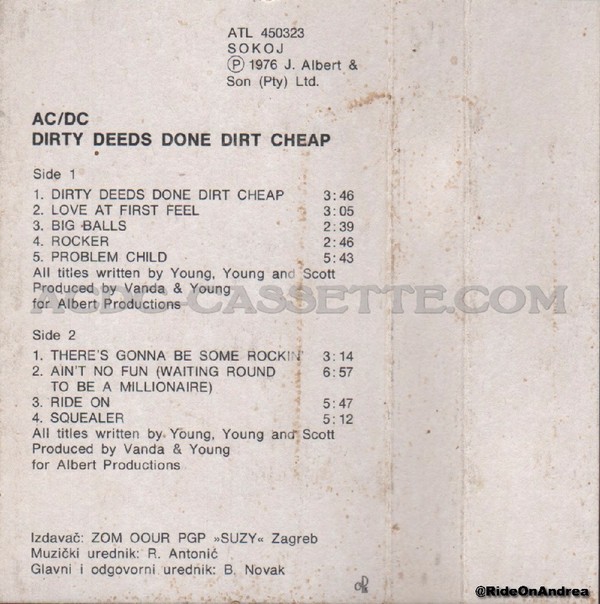 ATL 450323
SOKOJ
Ⓟ 1976 J. Albert &
Son (Pty) Ltd.
AC/DC
DIRTY DEEDS DONE DIRT CHEAP
Side 1
1. DIRTY DEEDS DONE DIRT CHEAP 3:46
2. LOVE AT FIRST FEEL 3:05
3. BIG BALLS 2:39
4. ROCKER 2:46
5. PROBLEM CHILD 5:43
All titles written by Young, Young and Scott
Produced by Vanda & Young
for Albert Productions
ACDC-CASSETTE.COM
Side 2
1. THERE'S GONNA BE SOME ROCKIN' 3:14
2. AIN'T NO FUN (WAITING ROUND 6:57
TO BE A MILLIONAIRE)
3. RIDE ON 5:47
4. SQUEALER 5:12
All titles written by Young, Young and Scott
Produced by Vanda & Young
for Albert Productions
Izdavač: ZOM OOUR PGP »SUZY« Zagreb
Muzički urednik: R. Antonič
Glavni i odgovorni urednik: B. Novak
@RideOnAndrea